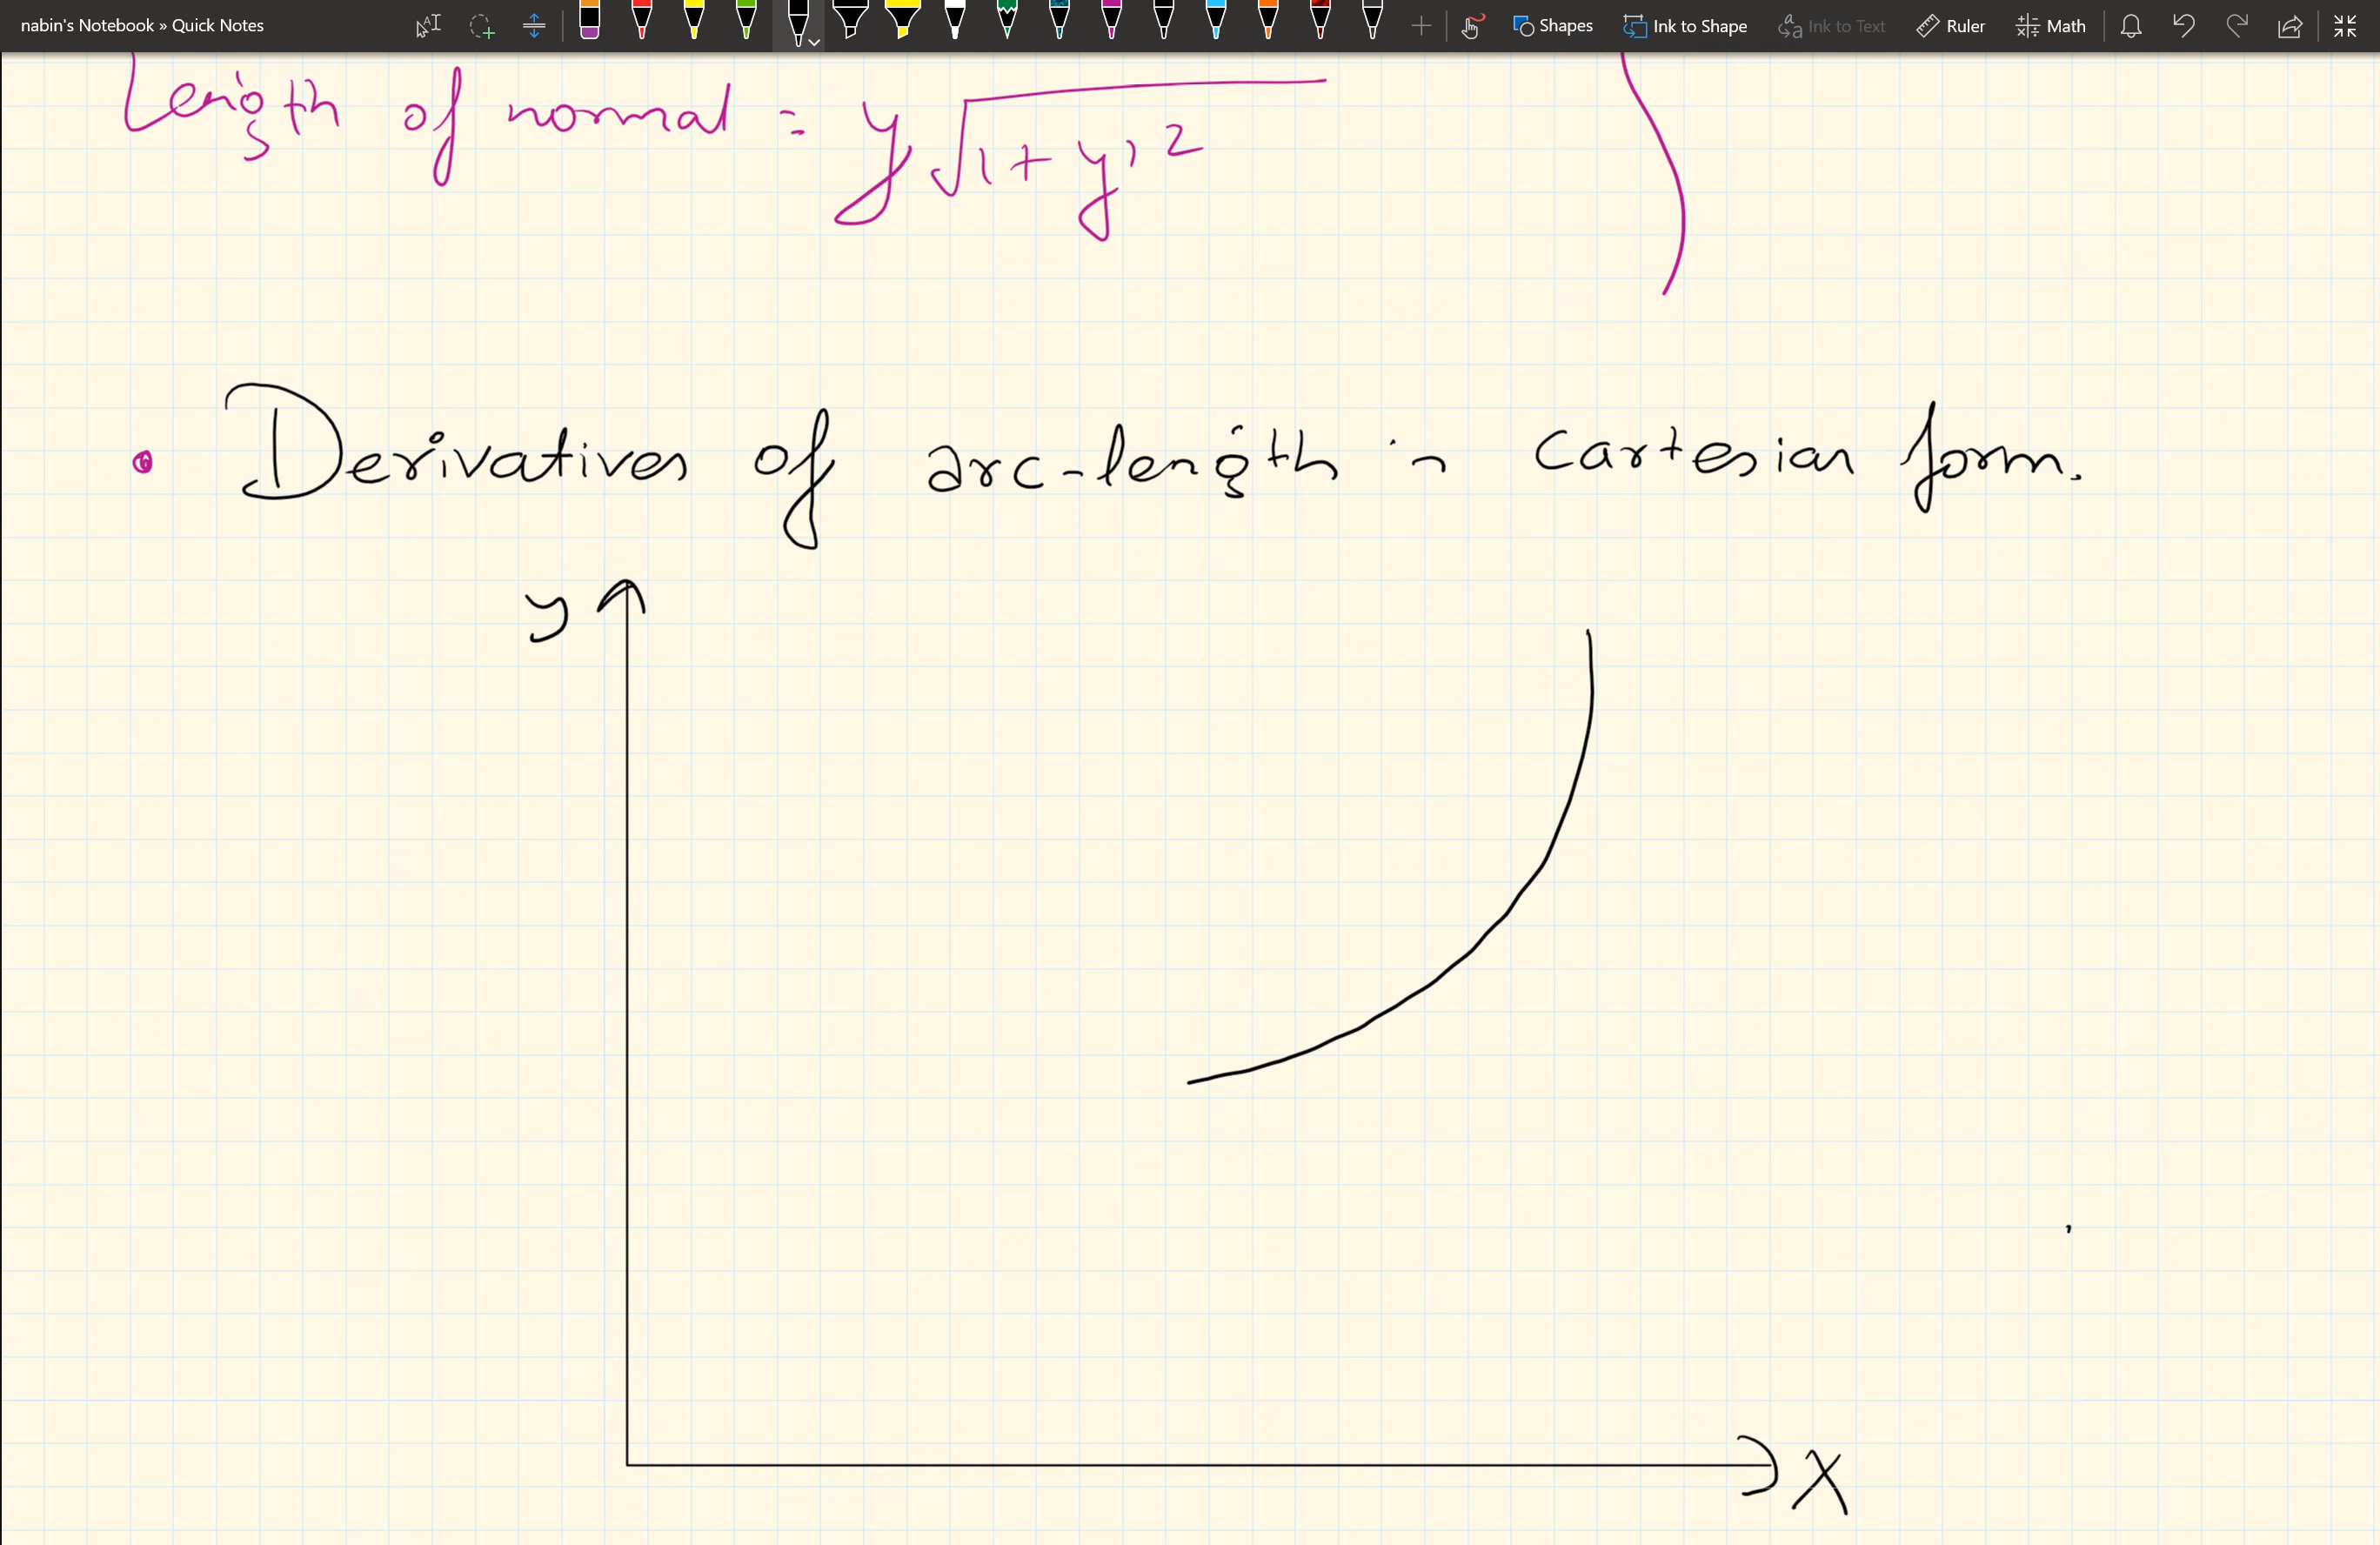 nabin's Notebook » Quick Notes Shapes Ink to Shape Ink to Text Ruler Math
Length of normal = y√1+y'²
• Derivatives of arc-length in Cartesian form.
y
X